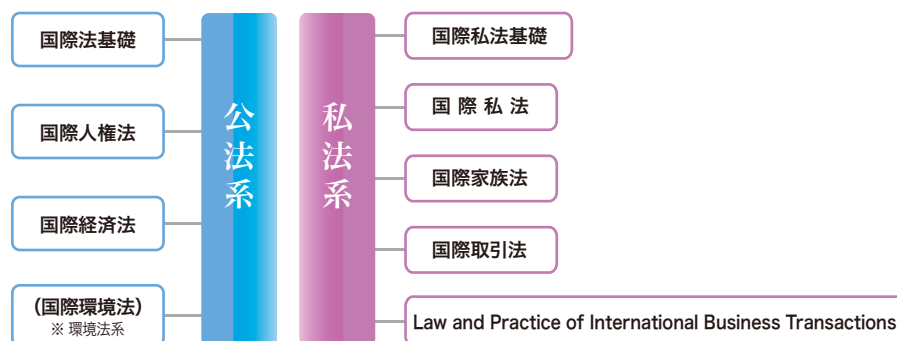 国際法基礎
国際人権法
国際経済法
(国際環境法)
※ 環境法系
公法系
私法系
国際私法基礎
国際私法
国際家族法
国際取引法
Law and Practice of International Business Transactions